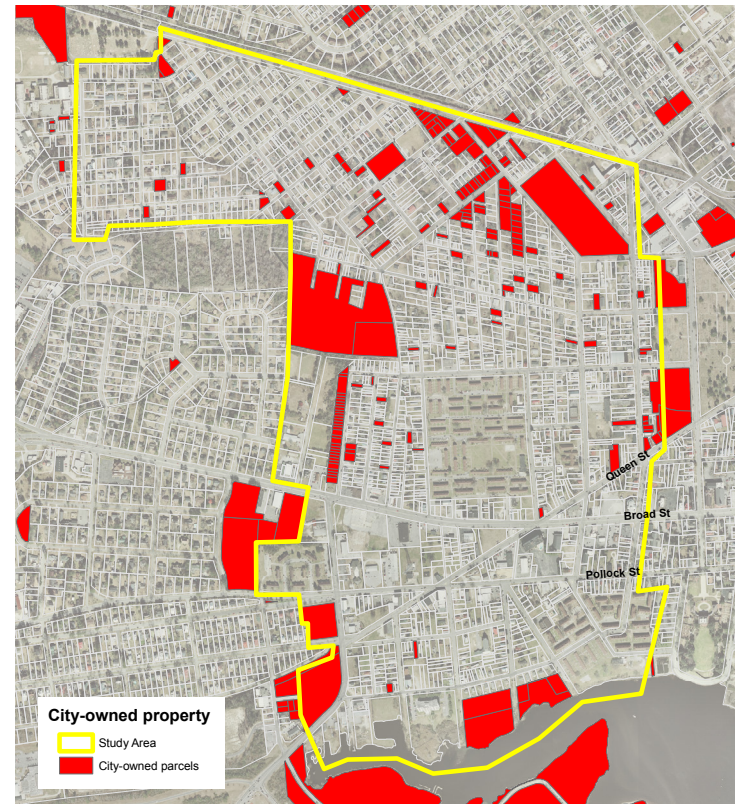 Queen St
Broad St
Pollock St
City-owned property
Study Area
City-owned parcels